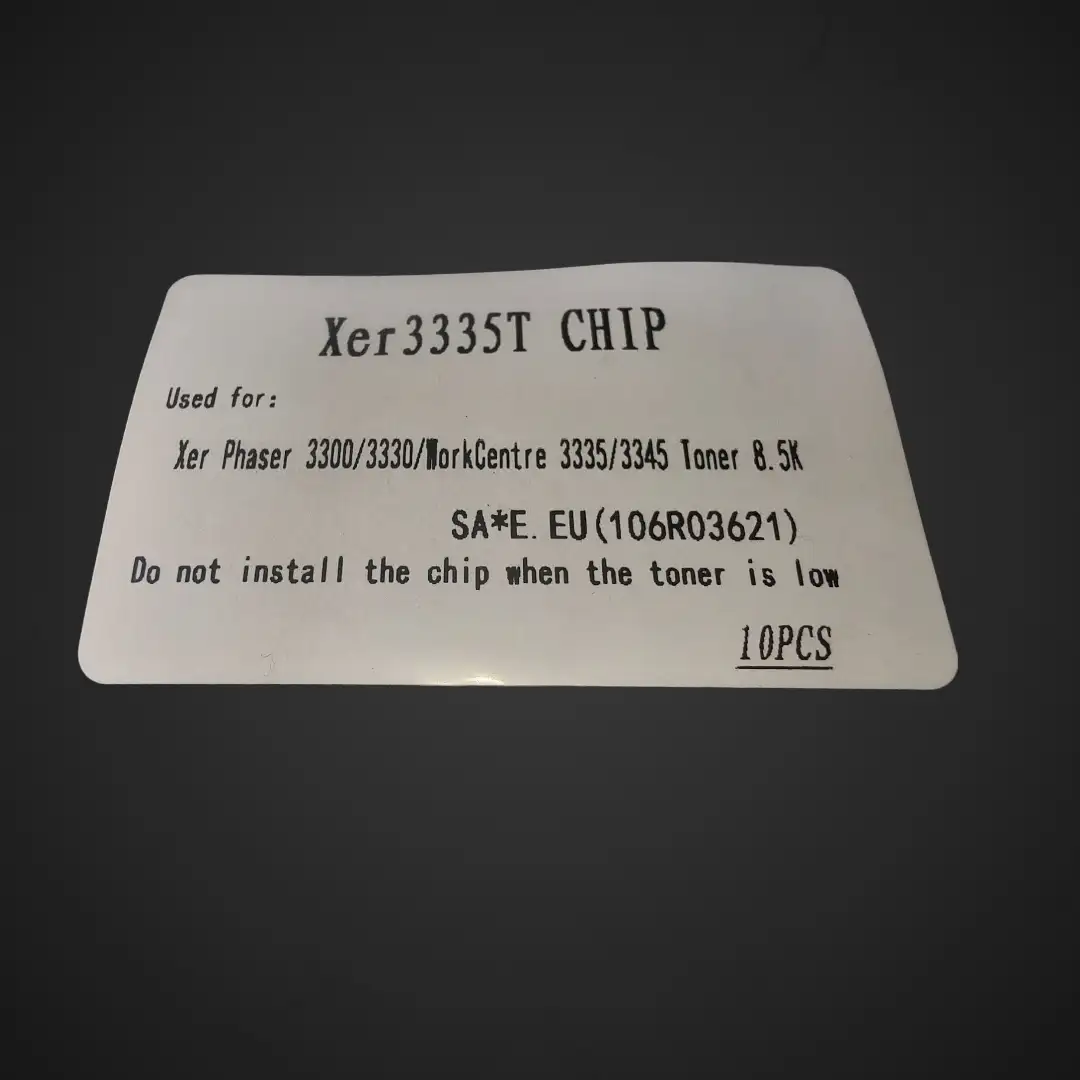 Xer3335T CHIP
Used for:
Xer Phaser 3300/3330/WorkCentre 3335/3345 Toner 8.5K
SA*E.EU(106R03621)
Do not install the chip when the toner is low
10PCS